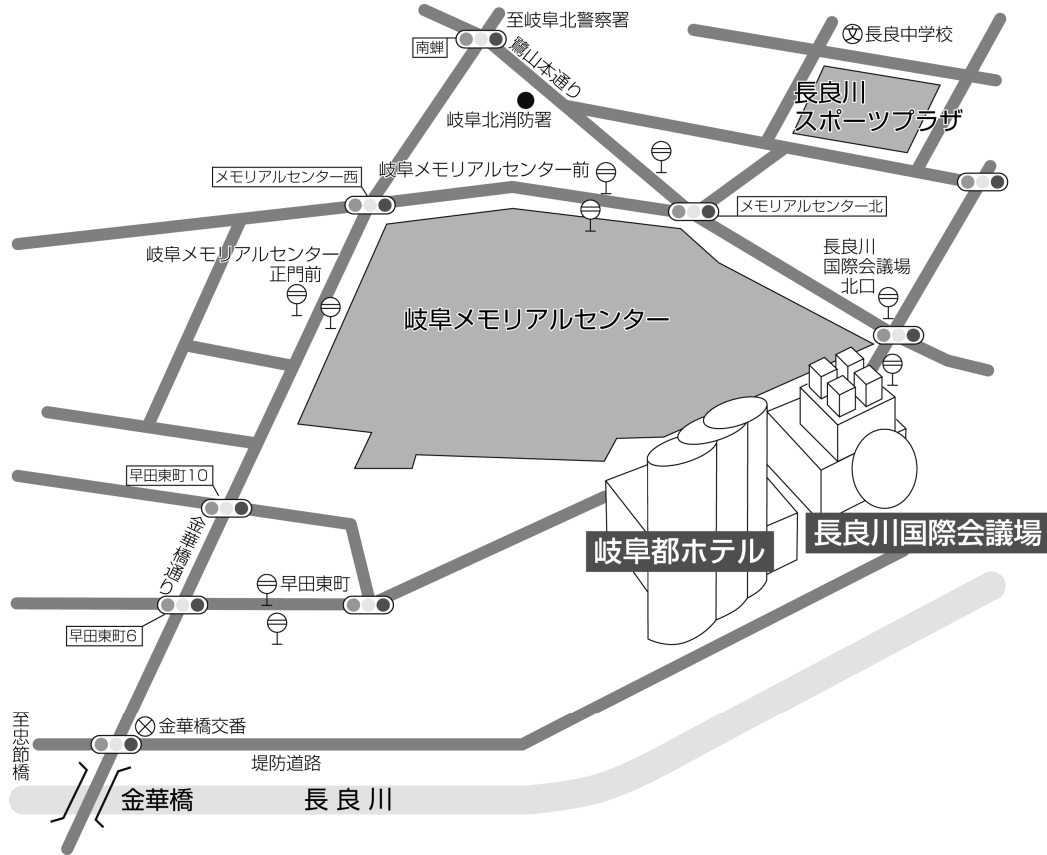 至岐阜北警察署
南蝉
鷺山本通り
長良中学校
長良川
スポーツプラザ
岐阜北消防署
岐阜メモリアルセンター前
メモリアルセンター西
メモリアルセンター北
岐阜メモリアルセンター
正門前
長良川
国際会議場
北口
岐阜メモリアルセンター
早田東町10
金華橋通り
長良川国際会議場
岐阜都ホテル
早田東町
早田東町6
至忠節橋
金華橋交番
堤防道路
金華橋
長良川